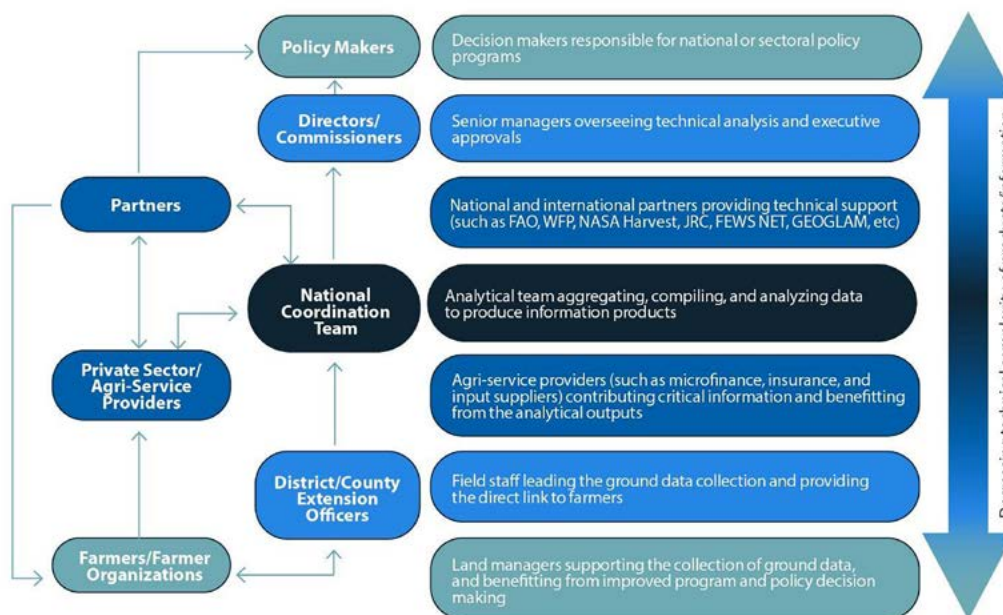 Policy Makers
Decision makers responsible for national or sectoral policy
programs
Directors/
Commissioners
Senior managers overseeing technical analysis and executive
approvals
Partners
National and international partners providing technical support
(such as FAO, WFP, NASA Harvest, JRC, FEWS NET, GEOGLAM, etc)
National
Coordination
Team
Analytical team aggregating, compiling, and analyzing data
to produce information products
Private Sector/
Agri-Service
Providers
Agri-service providers (such as microfinance, insurance, and
input suppliers) contributing critical information and benefitting
from the analytical outputs
District/County
Extension
Officers
Field staff leading the ground data collection and providing
the direct link to farmers
Farmers/Farmer
Organizations
Land managers supporting the collection of ground data,
and benefitting from improved program and policy decision
making